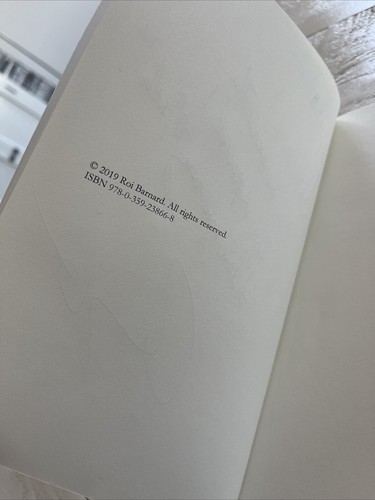 © 2019 Roi Barnard. All rights reserved.
ISBN 978-0-359-23866-8